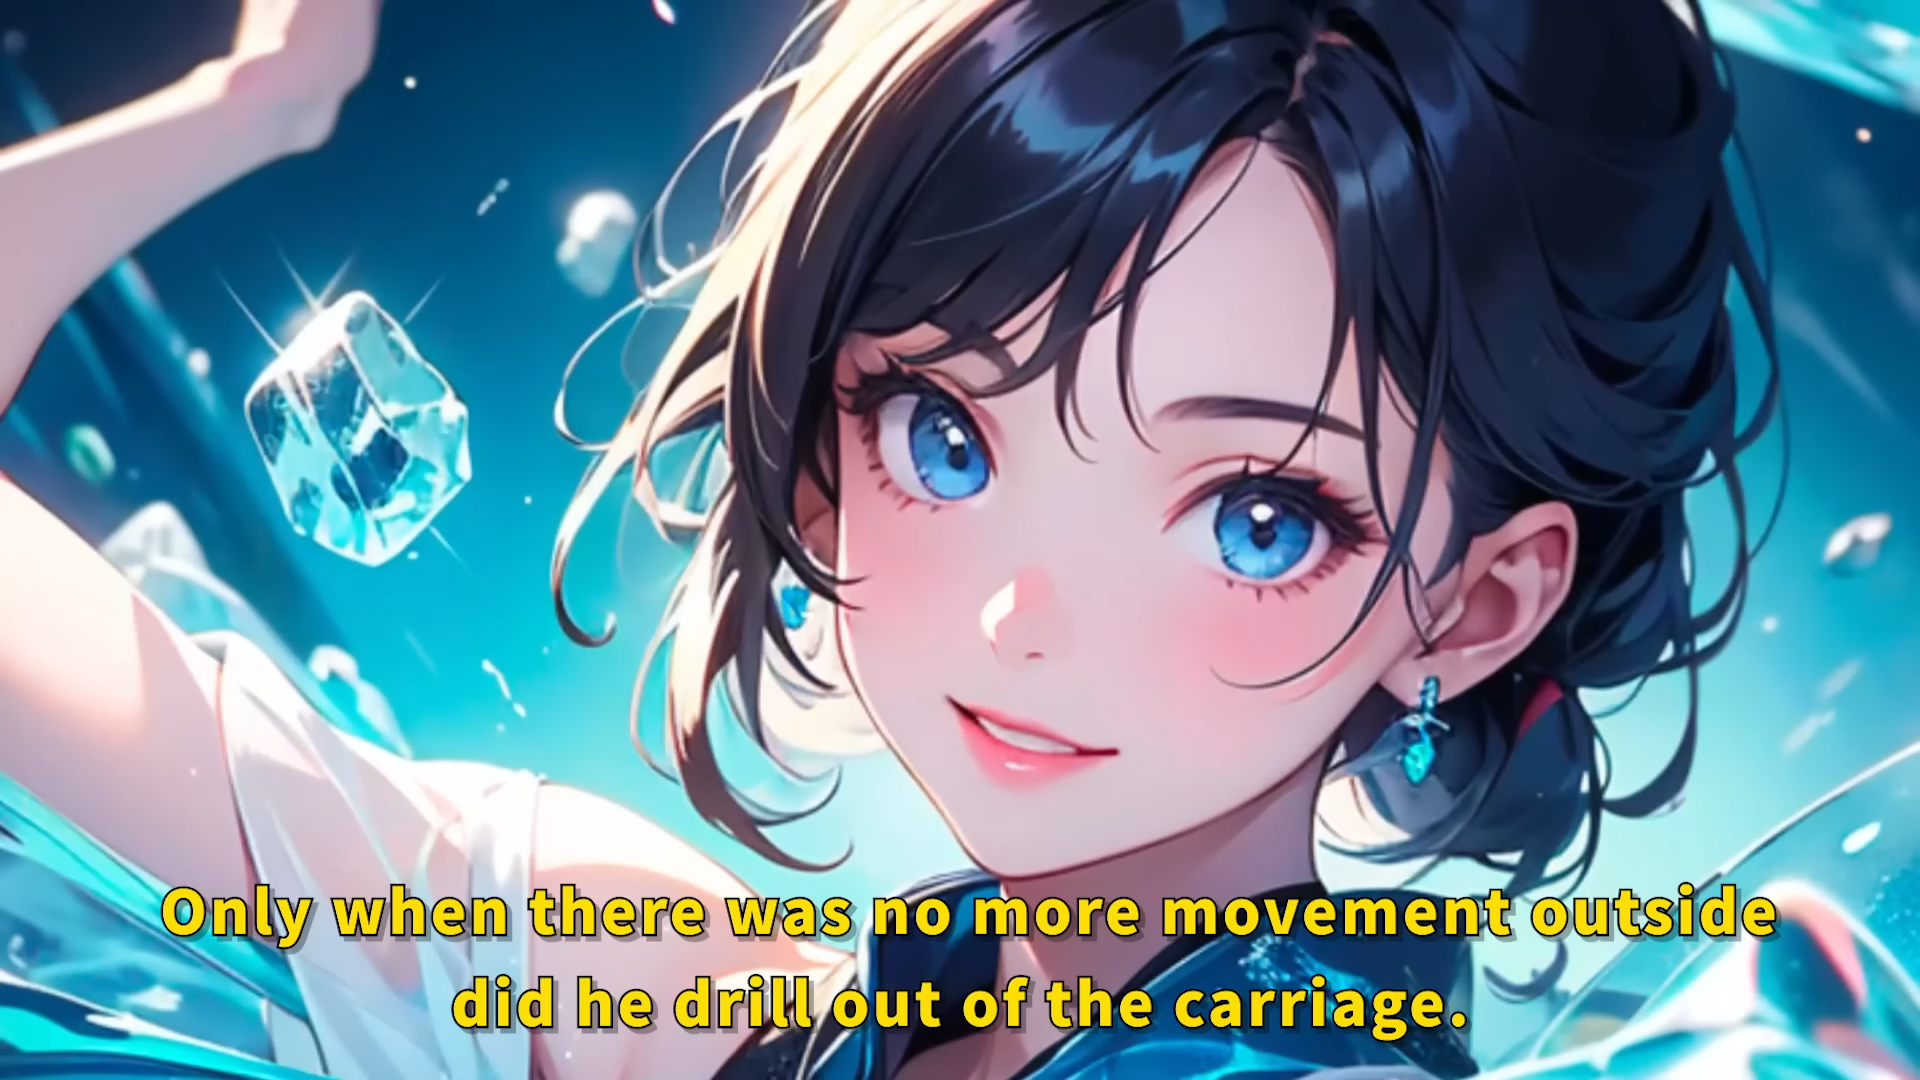 Only when there was no more movement outside
did he drill out of the carriage.